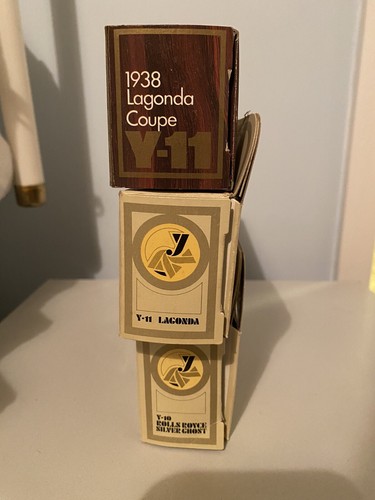 1938
Lagonda
Coupe
Y-11
y
Y-11 LAGONDA
y
Y-10
ROLLS ROYCE
SILVER GHOST